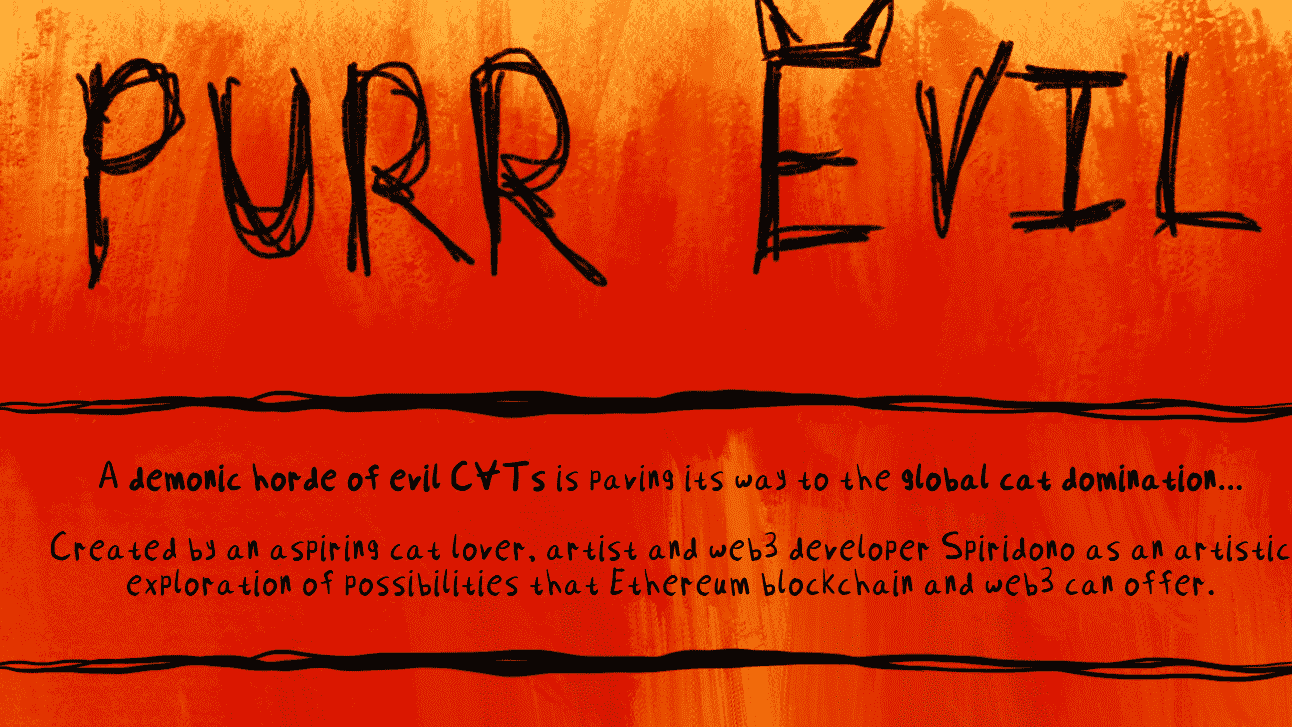 PURR EVIL
A demonic horde of evil C∀Ts is paving its way to the global cat domination...
Created by an aspiring cat lover, artist and web3 developer Spiridono as an artistic
exploration of possibilities that Ethereum blockchain and web3 can offer.